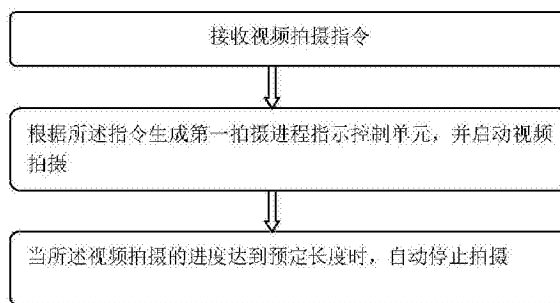 接收视频拍摄指令
根据所述指令生成第一拍摄进程指示控制单元，并启动视频
拍摄
当所述视频拍摄的进度达到预定长度时，自动停止拍摄